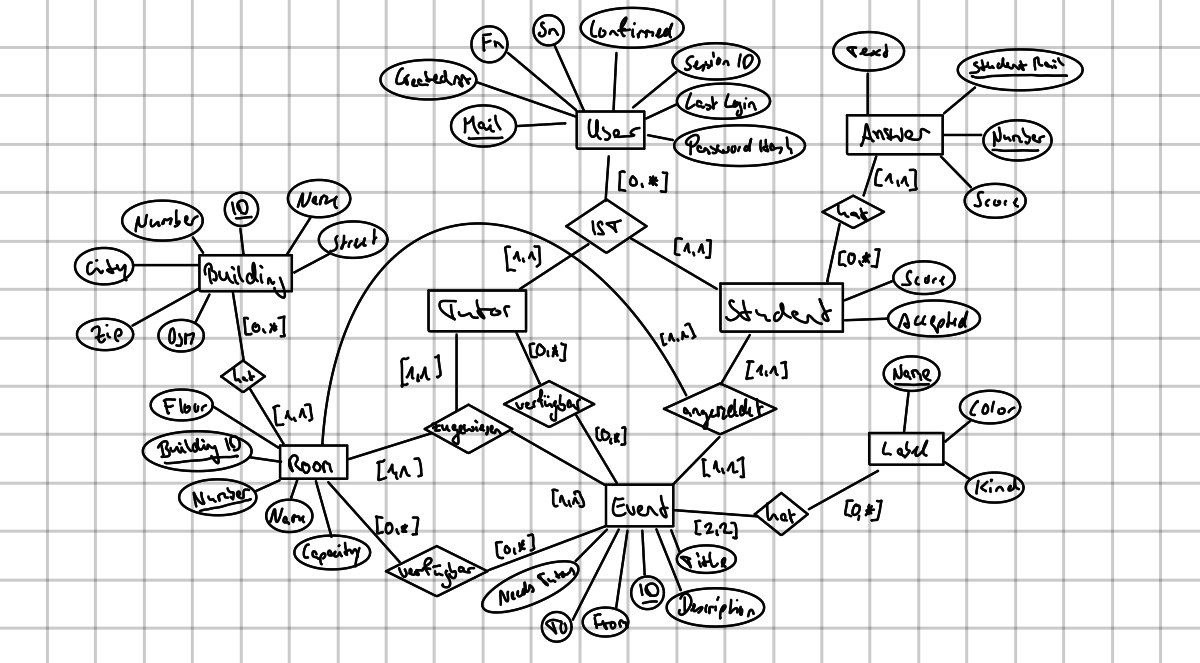 Sn
Confirmed
Fn
Text
Session ID
Student Mail
CreatedAt
Last Login
Mail
User
Answer
Number
Password Hash
[0,*]
[1,1]
Name
ID
Number
hat
Score
IST
Street
[1,1]
[1,1]
[0,*]
City
Building
Score
Tutor
Student
Accepted
Zip
[0,*]
[1,1]
[0,*]
hat
[1,1]
[1,1]
Name
Floor
verfügbar
angemeldet
Color
[1,1]
zugewiesen
[0,*]
Building ID
Label
Room
[1,1]
[1,1]
Kind
Number
[1,1]
Event
Name
[0,*]
hat
[0,*]
[2,2]
Capacity
[0,*]
Title
verfügbar
Needs Tutor
ID
Description
TO
From